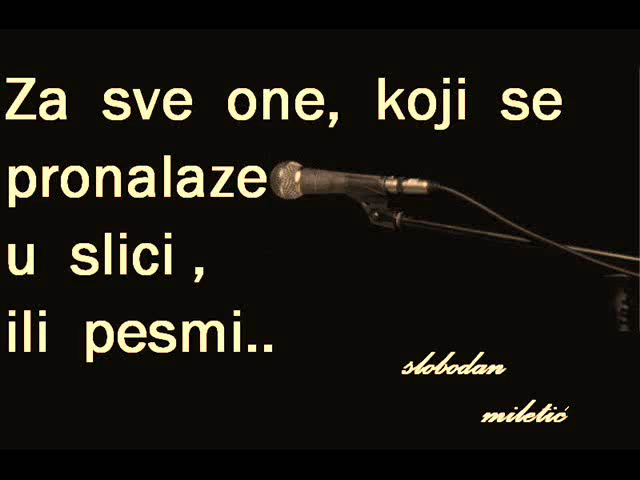 Za sve one, koji se
pronalaze
u slici ,
ili pesmi..
slobodan
miletić